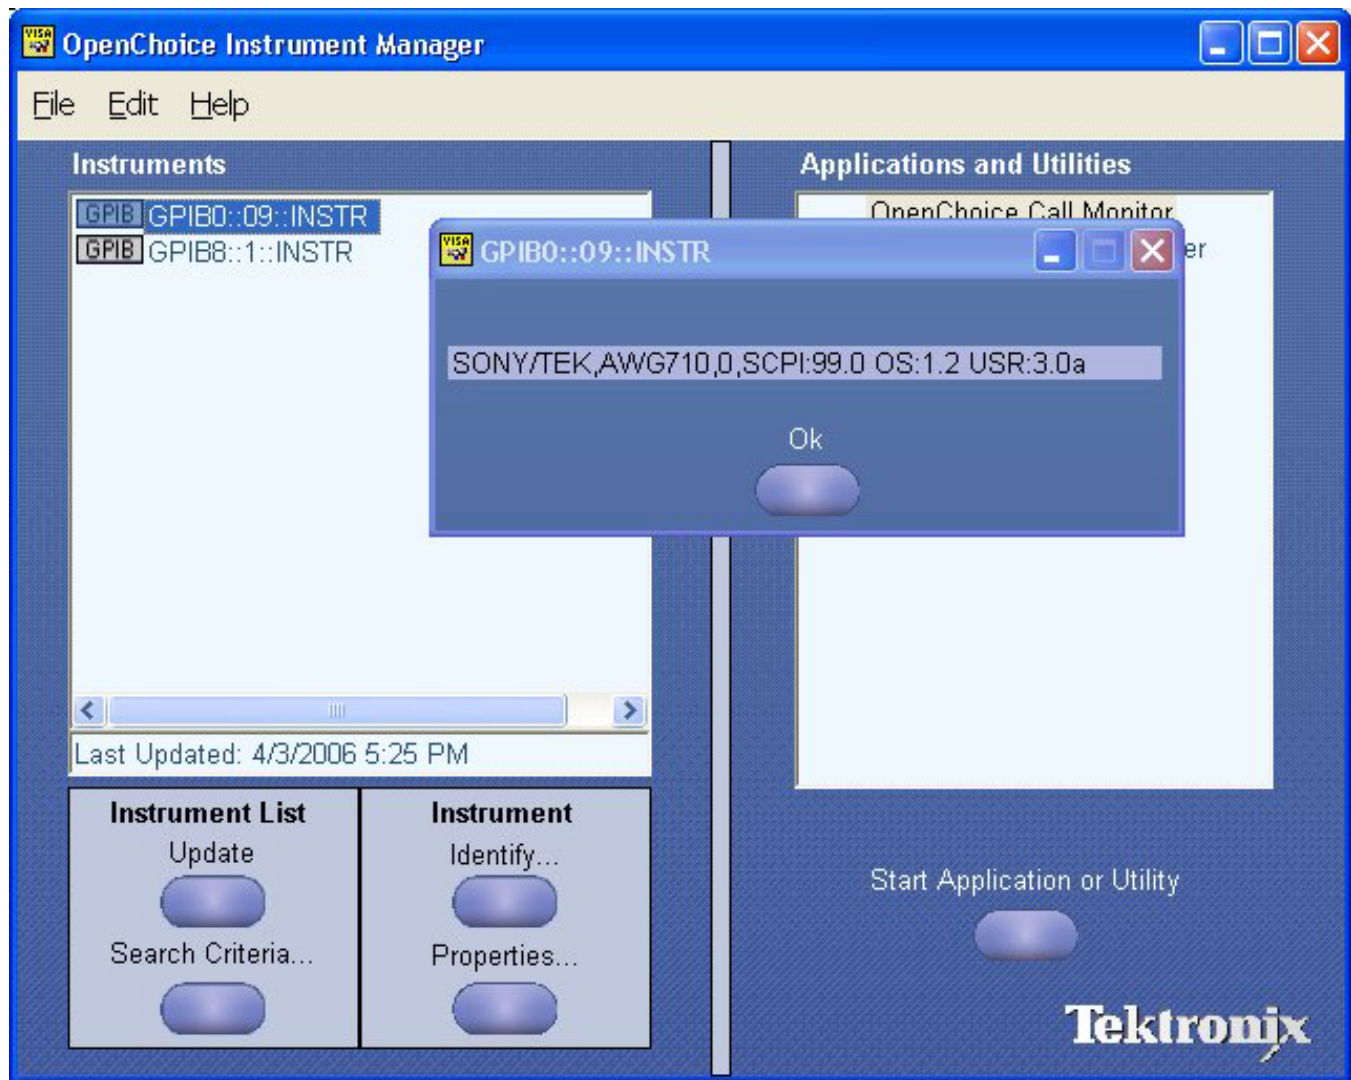 OpenChoice Instrument Manager
File Edit Help
Instruments
GPIB GPIB0::09::INSTR
GPIB GPIB8::1::INSTR
Last Updated: 4/3/2006 5:25 PM
Instrument List
Update
Search Criteria...
Instrument
Identify...
Properties...
Applications and Utilities
OpenChoice Call Monitor
er
VISA GPIB0::09::INSTR
SONY/TEK,AWG710,0,SCPI:99.0 OS:1.2 USR:3.0a
Ok
Start Application or Utility
Tektronix